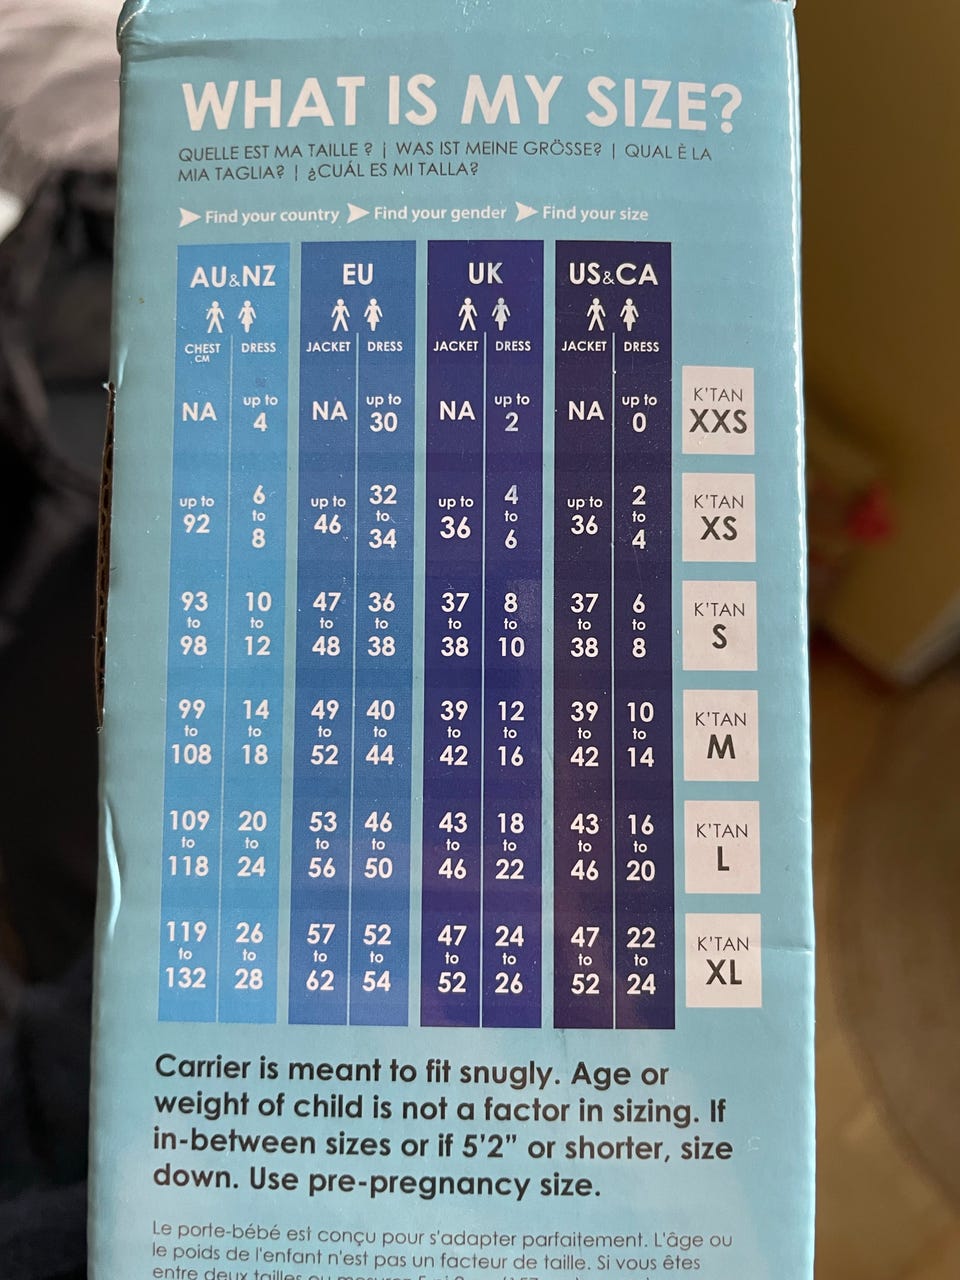 WHAT IS MY SIZE?
QUELLE EST MA TAILLE ? | WAS IST MEINE GRÖSSE? | QUAL È LA
MIA TAGLIA? | ¿CUÁL ES MI TALLA?
Find your country Find your gender Find your size
AU&NZ EU UK US&CA
CHEST CM DRESS JACKET DRESS JACKET DRESS JACKET DRESS
NA up to 4 NA up to 30 NA up to 2 NA up to 0 K'TAN XXS
up to 92 6 to 8 up to 46 32 to 34 up to 36 4 to 6 up to 36 2 to 4 K'TAN XS
93 to 98 10 to 12 47 to 48 36 to 38 37 to 38 8 to 10 37 to 38 6 to 8 K'TAN S
99 to 108 14 to 18 49 to 52 40 to 44 39 to 42 12 to 16 39 to 42 10 to 14 K'TAN M
109 to 118 20 to 24 53 to 56 46 to 50 43 to 46 18 to 22 43 to 46 16 to 20 K'TAN L
119 to 132 26 to 28 57 to 62 52 to 54 47 to 52 24 to 26 47 to 52 22 to 24 K'TAN XL
Carrier is meant to fit snugly. Age or
weight of child is not a factor in sizing. If
in-between sizes or if 5'2" or shorter, size
down. Use pre-pregnancy size.
Le porte-bébé est conçu pour s'adapter parfaitement. L'âge ou
le poids de l'enfant n'est pas un facteur de taille. Si vous êtes
entre deux tailles ou